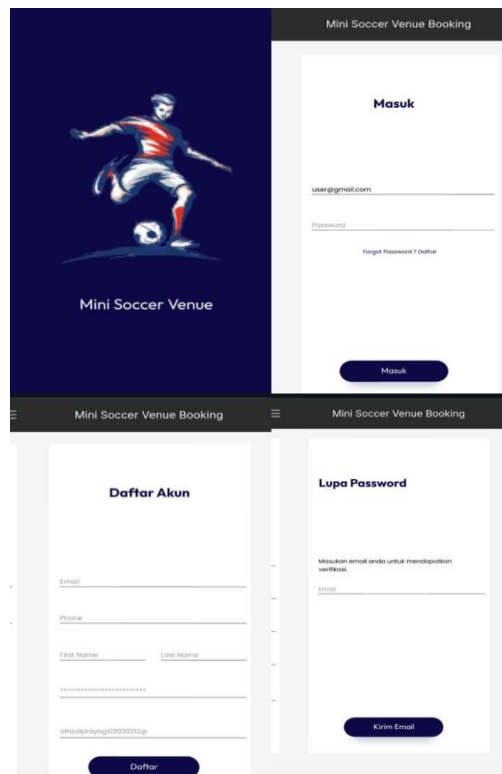 Mini Soccer Venue
Mini Soccer Venue Booking
Masuk
user@gmail.com
Password
Forgot Password ? Daftar
Masuk
Mini Soccer Venue Booking
Daftar Akun
Email
Phone
First Name Last Name
************************
afrizalprayogi02020212@
Daftar
Mini Soccer Venue Booking
Lupa Password
Masukan email anda untuk mendapatkan
verifikasi.
Email
Kirim Email